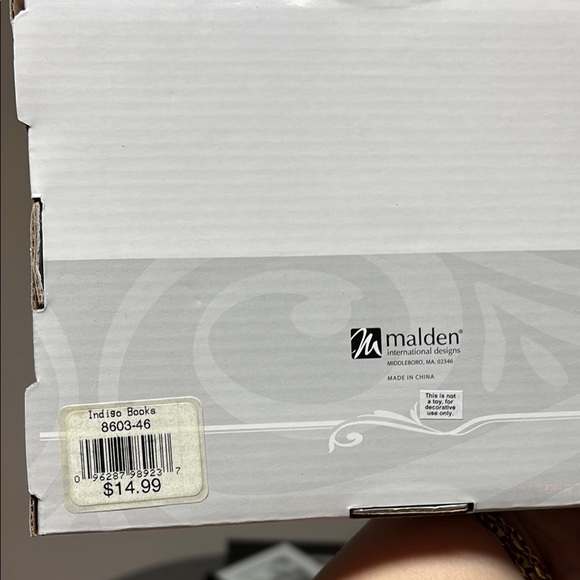 malden®
international designs
MIDDLEBORO, MA. 02346
MADE IN CHINA
This is not
a toy, for
decorative
use only.
Indigo Books
8603-46
0 96287 98923 7
$14.99